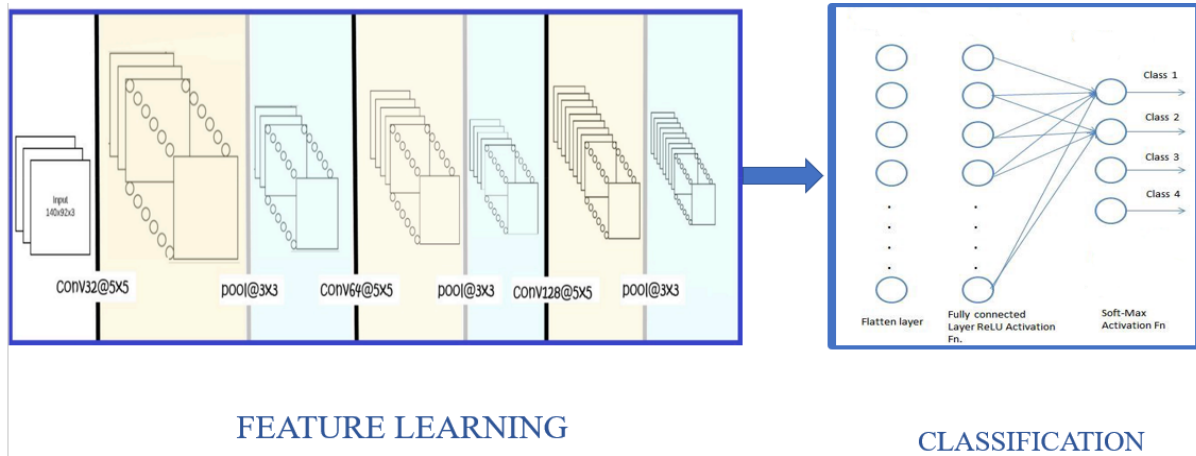 Input
140x92x3
conv32@5x5
pool@3x3
conv64@5x5
pool@3x3
conv128@5x5
pool@3x3
FEATURE LEARNING
Class 1
Class 2
Class 3
Class 4
Flatten layer
Fully connected
Layer ReLU Activation
Fn.
Soft-Max
Activation Fn
CLASSIFICATION